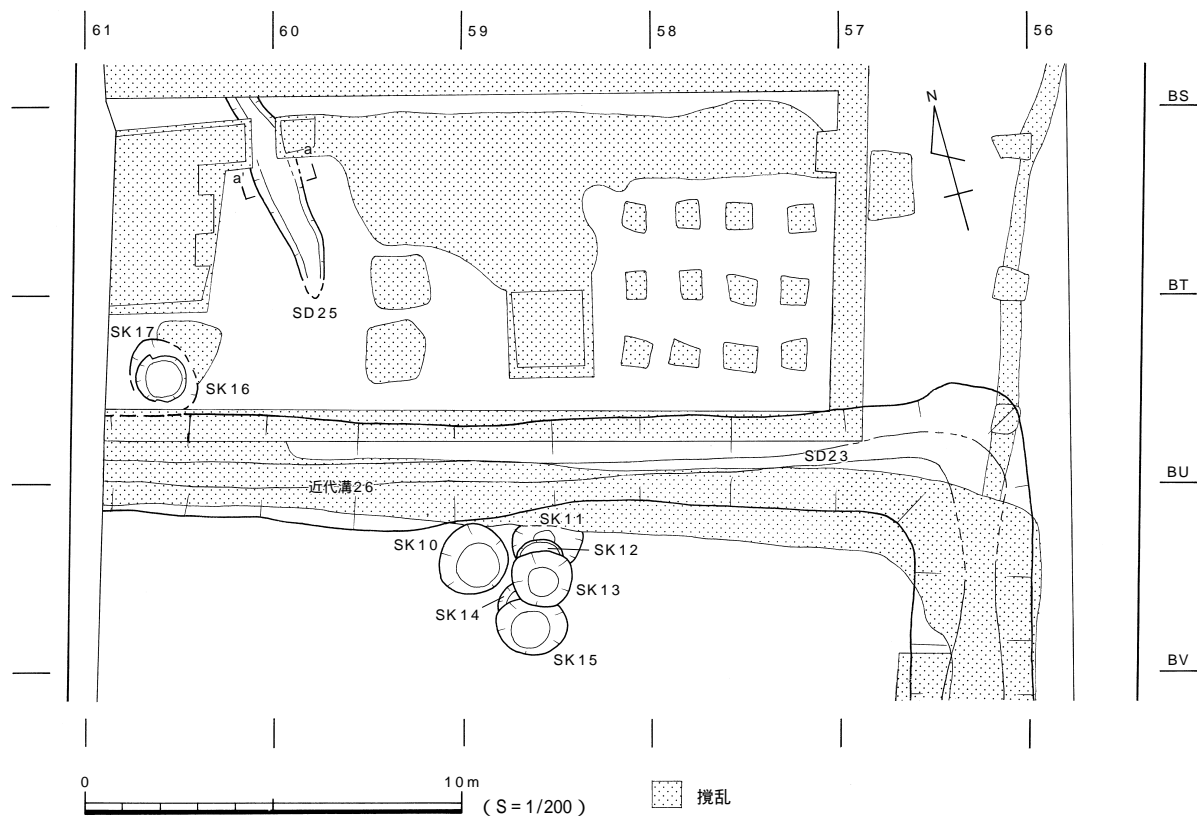 61 60 59 58 57 56
N
BS
a
a'
BT
SD25
SK17
SK16
SD23
BU
近代溝26
SK11
SK10
SK12
SK13
SK14
SK15
BV
0 10m
(S=1/200)
撹乱